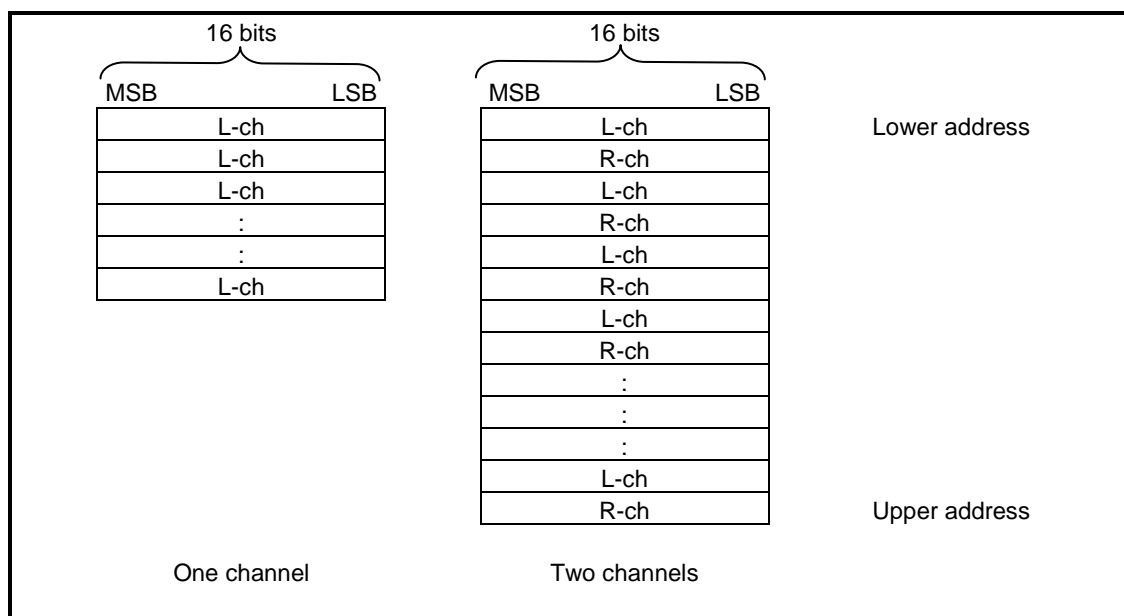 16 bits
MSB LSB
L-ch
L-ch
L-ch
:
:
L-ch
One channel
16 bits
MSB LSB
L-ch
R-ch
L-ch
R-ch
L-ch
R-ch
L-ch
R-ch
:
:
:
L-ch
R-ch
Two channels
Lower address
Upper address